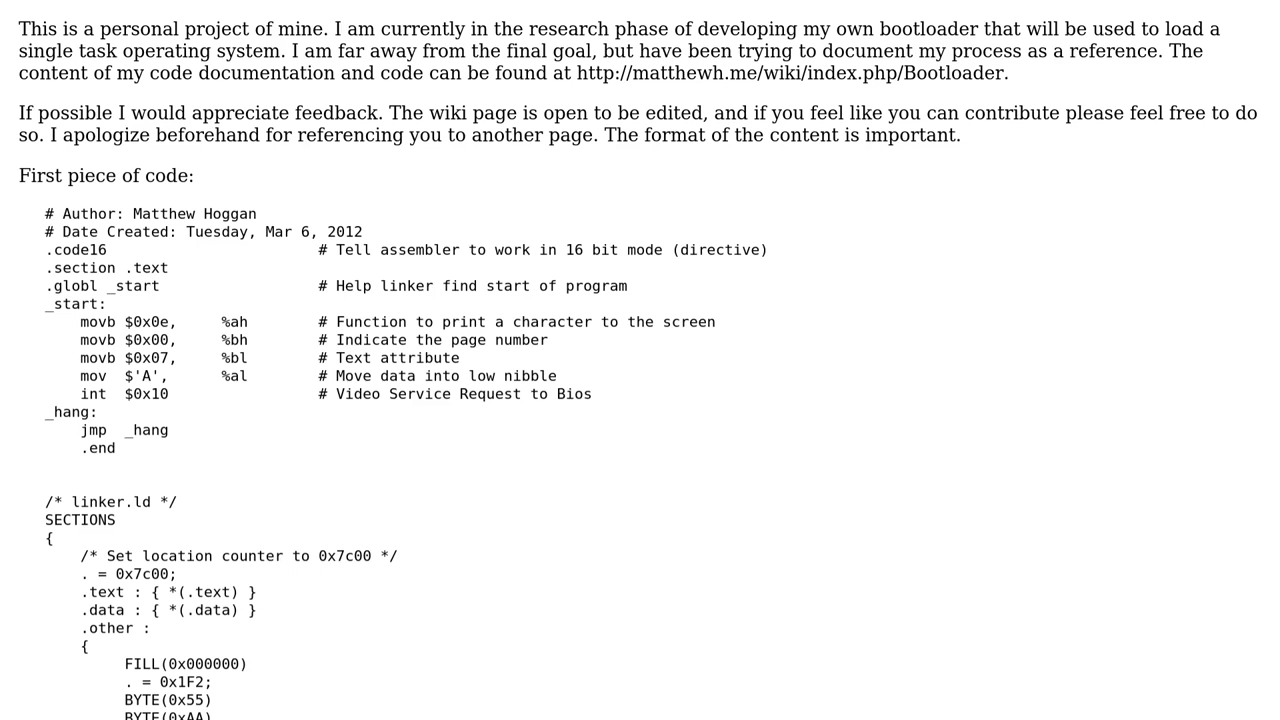 This is a personal project of mine. I am currently in the research phase of developing my own bootloader that will be used to load a
single task operating system. I am far away from the final goal, but have been trying to document my process as a reference. The
content of my code documentation and code can be found at http://matthewh.me/wiki/index.php/Bootloader.
If possible I would appreciate feedback. The wiki page is open to be edited, and if you feel like you can contribute please feel free to do
so. I apologize beforehand for referencing you to another page. The format of the content is important.
First piece of code:
# Author: Matthew Hoggan
# Date Created: Tuesday, Mar 6, 2012
.code16                        # Tell assembler to work in 16 bit mode (directive)
.section .text
.globl _start                  # Help linker find start of program
_start:
    movb $0x0e,     %ah        # Function to print a character to the screen
    movb $0x00,     %bh        # Indicate the page number
    movb $0x07,     %bl        # Text attribute
    mov  $'A',      %al        # Move data into low nibble
    int  $0x10                 # Video Service Request to Bios
_hang:
    jmp  _hang
    .end
/* linker.ld */
SECTIONS
{
    /* Set location counter to 0x7c00 */
    . = 0x7c00;
    .text : { *(.text) }
    .data : { *(.data) }
    .other :
    {
         FILL(0x000000)
         . = 0x1F2;
         BYTE(0x55)
         BYTE(0xAA)